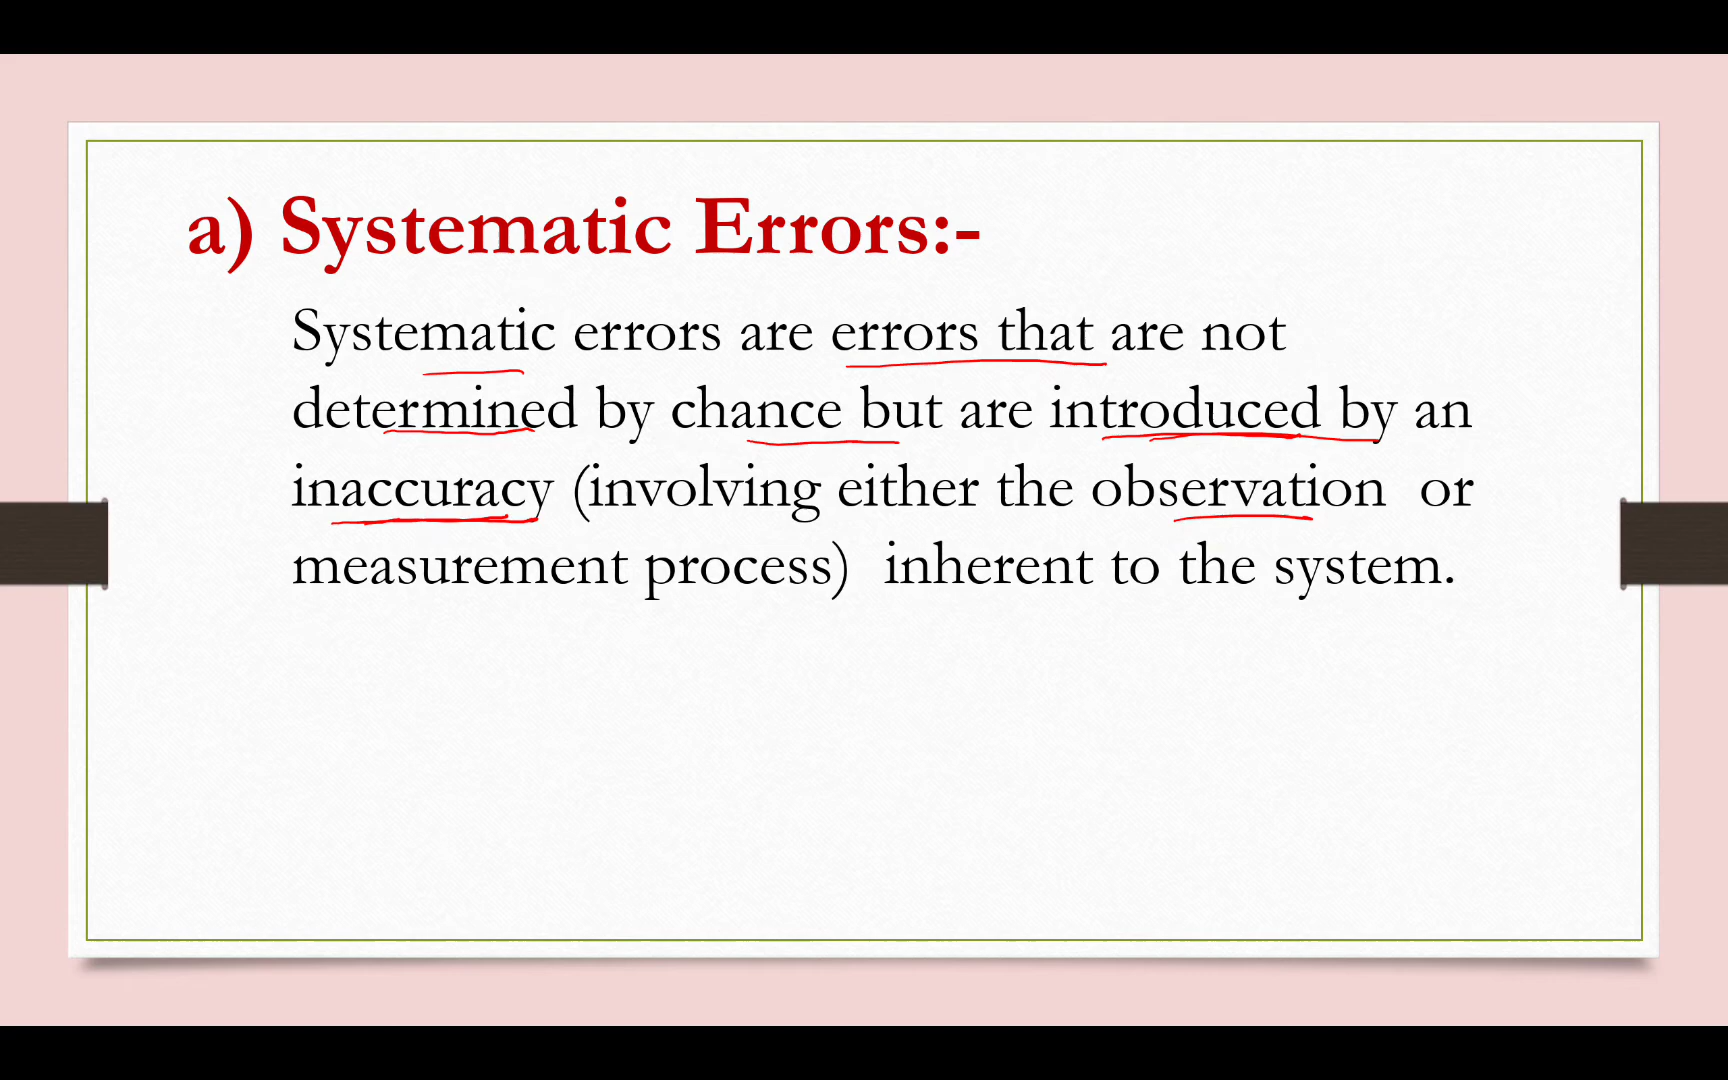 a) Systematic Errors:-
Systematic errors are errors that are not
determined by chance but are introduced by an
inaccuracy (involving either the observation  or
measurement process)  inherent to the system.